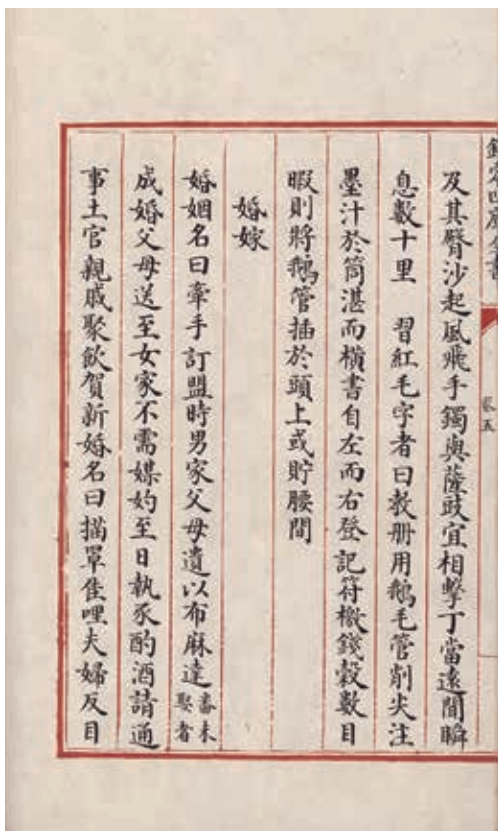 欽定四庫全書
卷五
及其臂沙起風飛手鐲與薩豉宜相擊丁當遠聞瞬
息數十里　習紅毛字者曰教冊用鵝毛管削尖注
墨汁於筒湛而橫書自左而右登記符檄錢穀數目
暇則將鵝管插於頭上或貯腰間
婚嫁
婚姻名曰牽手訂盟時男家父母遺以布麻達番未娶者
成婚父母送至女家不需媒妁至日執豕酌酒請通
事土官親戚聚飲賀新婚名曰描罩佳哩夫婦反目